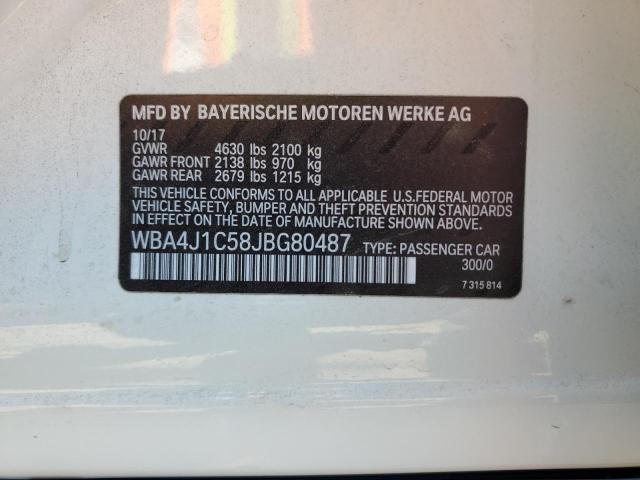 MFD BY BAYERISCHE MOTOREN WERKE AG
10/17
GVWR 4630 lbs 2100 kg
GAWR FRONT 2138 lbs 970 kg
GAWR REAR 2679 lbs 1215 kg
THIS VEHICLE CONFORMS TO ALL APPLICABLE U.S.FEDERAL MOTOR
VEHICLE SAFETY, BUMPER AND THEFT PREVENTION STANDARDS
IN EFFECT ON THE DATE OF MANUFACTURE SHOWN ABOVE.
WBA4J1C58JBG80487 TYPE: PASSENGER CAR
300/0
7 315 814